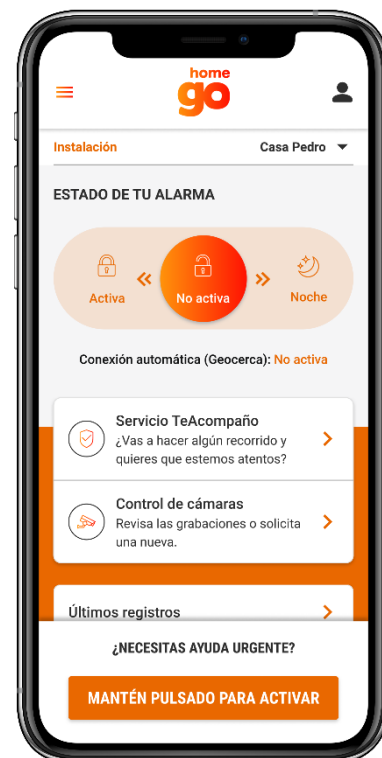 home
go
Instalación Casa Pedro
ESTADO DE TU ALARMA
Activa No activa Noche
Conexión automática (Geocerca): No activa
Servicio TeAcompaño
¿Vas a hacer algún recorrido y
quieres que estemos atentos?
Control de cámaras
Revisa las grabaciones o solicita
una nueva.
Últimos registros
¿NECESITAS AYUDA URGENTE?
MANTÉN PULSADO PARA ACTIVAR